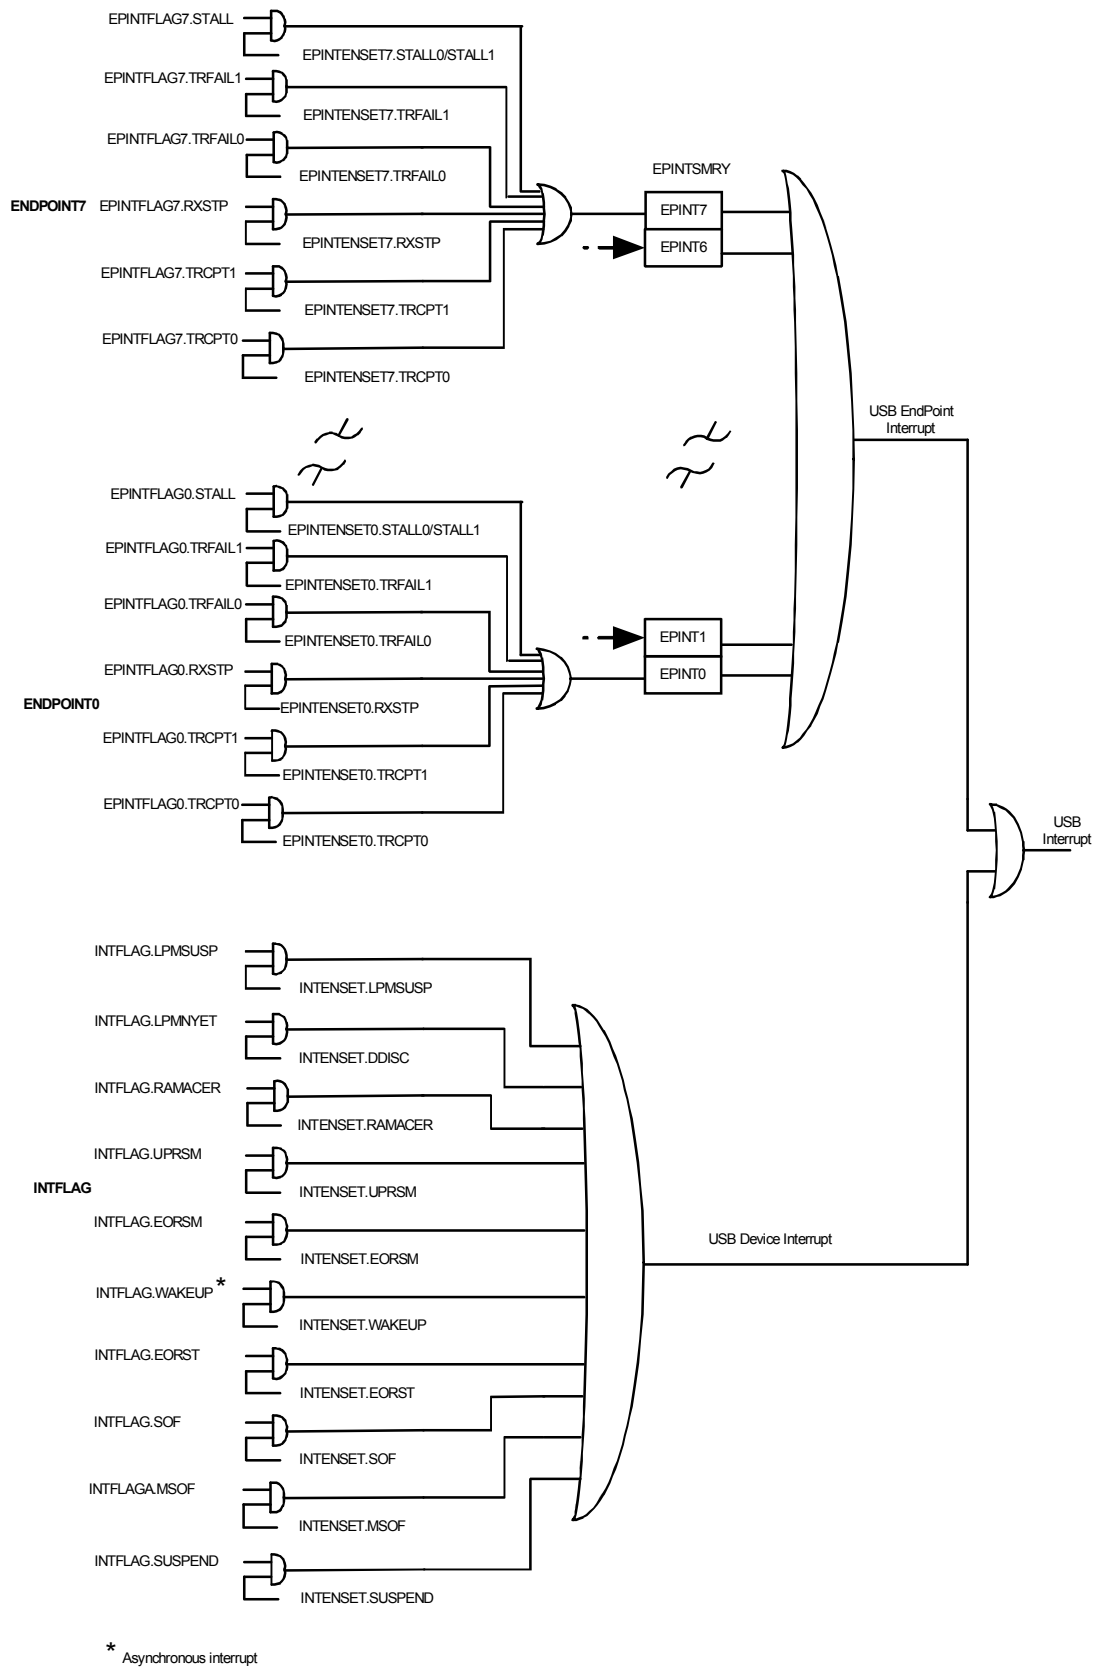 EPINTFLAG7.STALL
EPINTENSET7.STALL0/STALL1
EPINTFLAG7.TRFAIL1
EPINTENSET7.TRFAIL1
EPINTFLAG7.TRFAIL0
EPINTENSET7.TRFAIL0
ENDPOINT7
EPINTFLAG7.RXSTP
EPINTENSET7.RXSTP
EPINTFLAG7.TRCPT1
EPINTENSET7.TRCPT1
EPINTFLAG7.TRCPT0
EPINTENSET7.TRCPT0
EPINTSMRY
EPINT7
EPINT6
USB EndPoint
Interrupt
EPINTFLAG0.STALL
EPINTENSET0.STALL0/STALL1
EPINTFLAG0.TRFAIL1
EPINTENSET0.TRFAIL1
EPINTFLAG0.TRFAIL0
EPINTENSET0.TRFAIL0
EPINTFLAG0.RXSTP
ENDPOINT0
EPINTENSET0.RXSTP
EPINTFLAG0.TRCPT1
EPINTENSET0.TRCPT1
EPINTFLAG0.TRCPT0
EPINTENSET0.TRCPT0
EPINT1
EPINT0
USB
Interrupt
INTFLAG.LPMSUSP
INTENSET.LPMSUSP
INTFLAG.LPMNYET
INTENSET.DDISC
INTFLAG.RAMACER
INTENSET.RAMACER
INTFLAG.UPRSM
INTFLAG
INTENSET.UPRSM
INTFLAG.EORSM
INTENSET.EORSM
USB Device Interrupt
INTFLAG.WAKEUP *
INTENSET.WAKEUP
INTFLAG.EORST
INTENSET.EORST
INTFLAG.SOF
INTENSET.SOF
INTFLAGA.MSOF
INTENSET.MSOF
INTFLAG.SUSPEND
INTENSET.SUSPEND
* Asynchronous interrupt